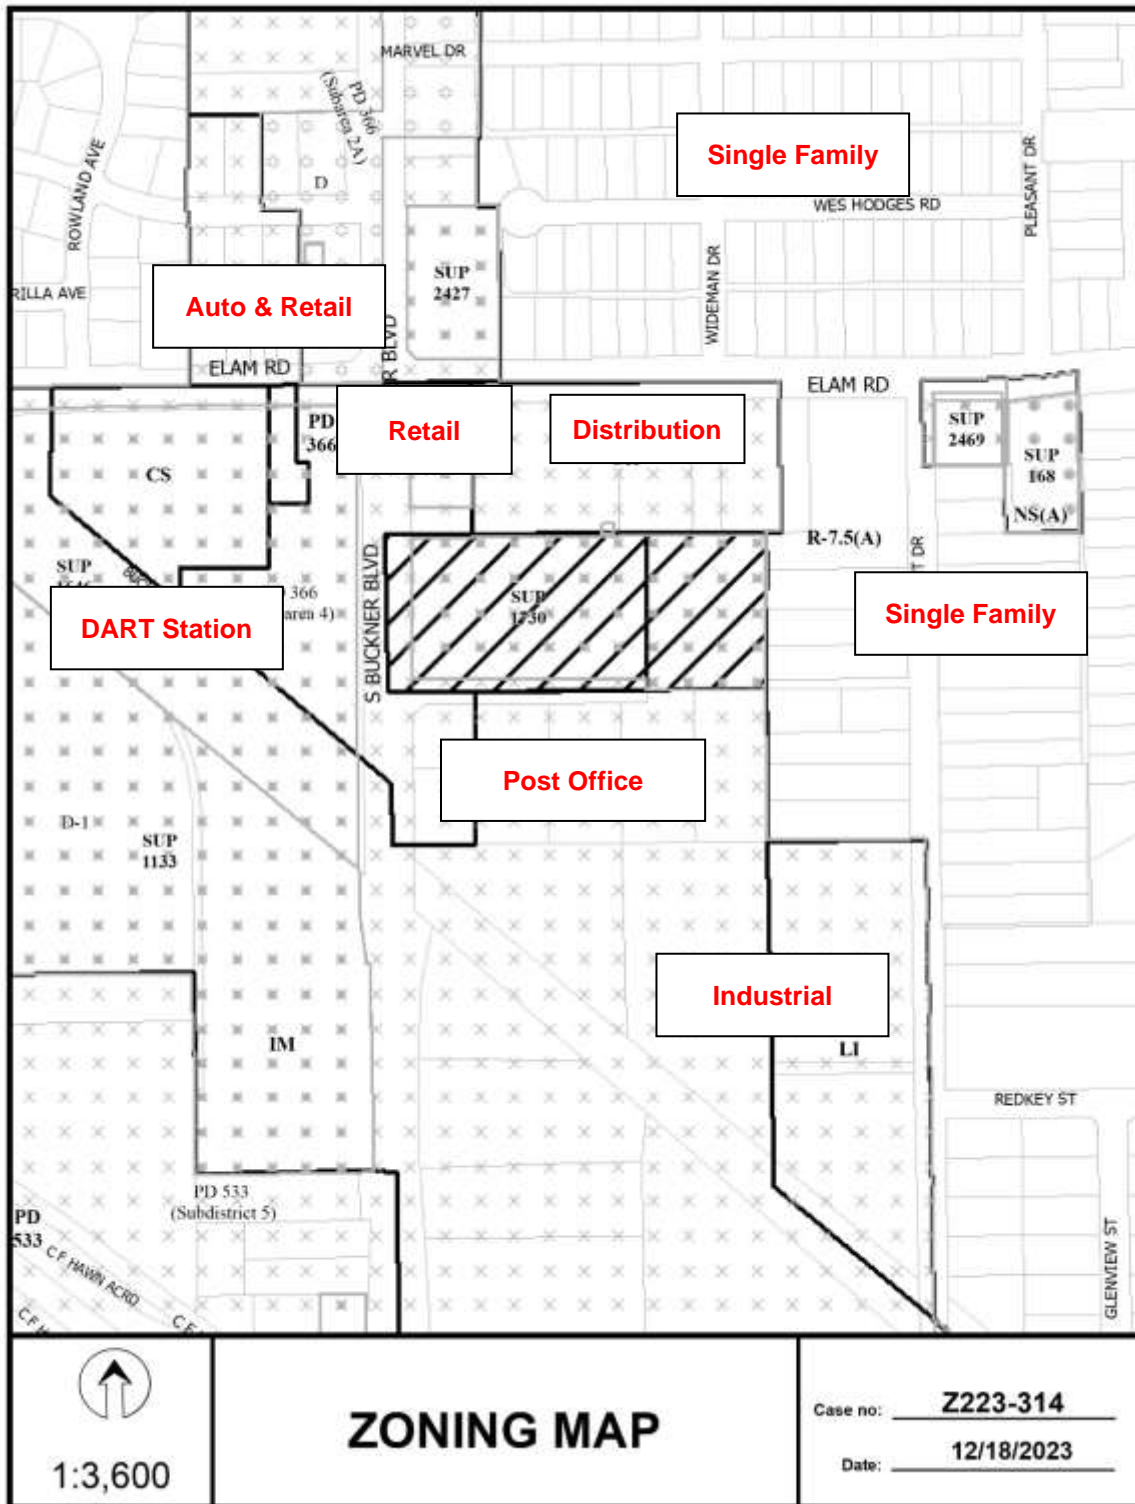 MARVEL DR
PD 366
(Subarea 2A)
D
ROWLAND AVE
Single Family
PLEASANT DR
WES HODGES RD
SUP
2427
WIDEMAN DR
RILLA AVE
Auto & Retail
R BLVD
ELAM RD
ELAM RD
PD
366
Retail
Distribution
SUP
2469
SUP
168
NS(A)
CS
R-7.5(A)
T DR
SUP
366
area 4)
S BUCKNER BLVD
SUP
1730
DART Station
Single Family
Post Office
D-1
SUP
1133
Industrial
IM
LI
REDKEY ST
PD 533
(Subdistrict 5)
PD
533
C F HAWN ACRD
GLENVIEW ST
1:3,600
ZONING MAP
Case no: Z223-314
Date: 12/18/2023